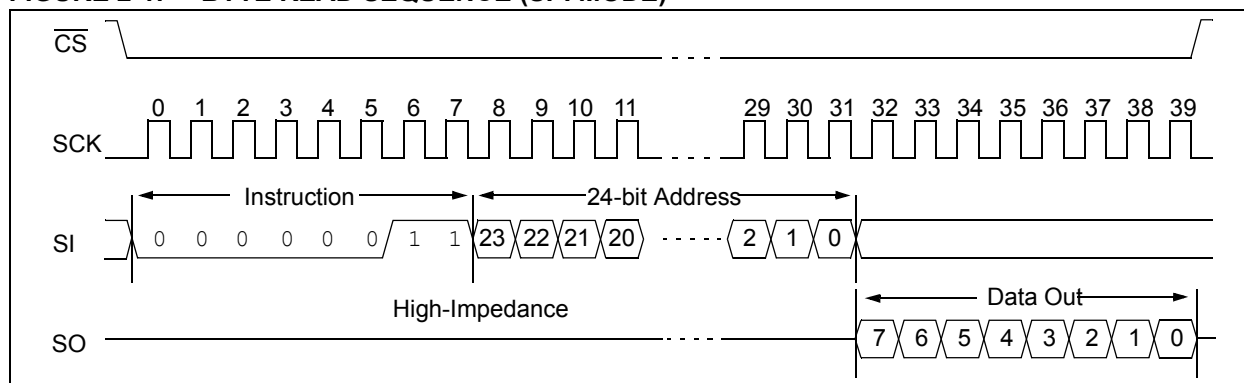 CS
0 1 2 3 4 5 6 7 8 9 10 11 29 30 31 32 33 34 35 36 37 38 39
SCK
Instruction 24-bit Address
SI 0 0 0 0 0 0 1 1 23 22 21 20 2 1 0
High-Impedance Data Out
SO 7 6 5 4 3 2 1 0